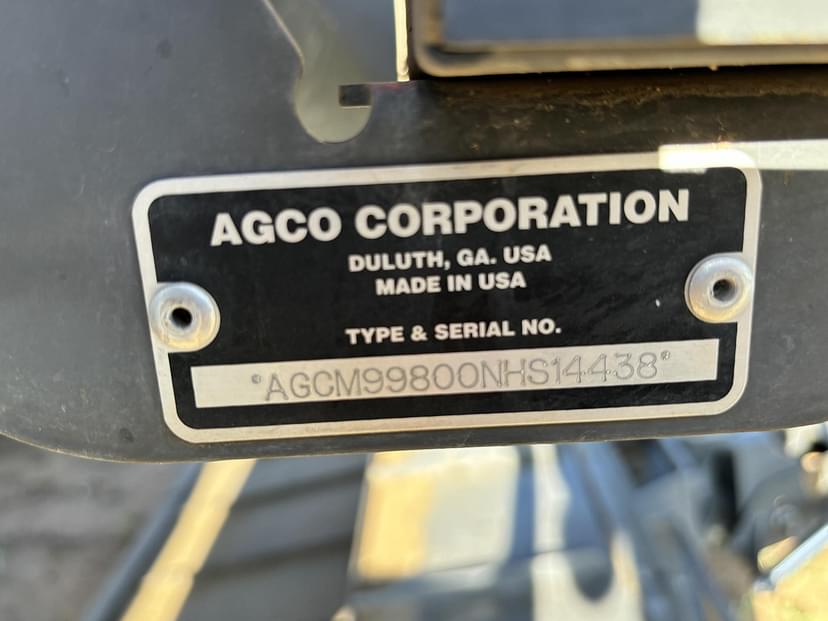 AGCO CORPORATION
DULUTH, GA. USA
MADE IN USA
TYPE & SERIAL NO.
*AGCM99800NHS14438*